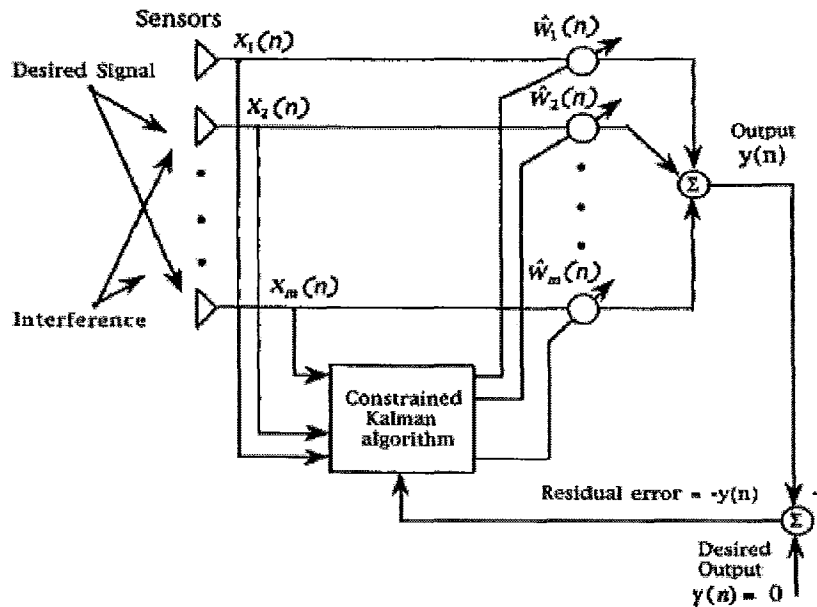 Sensors
X₁(n)
Ŵ₁(n)
Desired Signal
X₂(n)
Ŵ₂(n)
Output
y(n)
Σ
Xₘ(n)
Ŵₘ(n)
Interference
Constrained
Kalman
algorithm
Residual error = -y(n)
Σ
-
Desired
Output
y(n) = 0